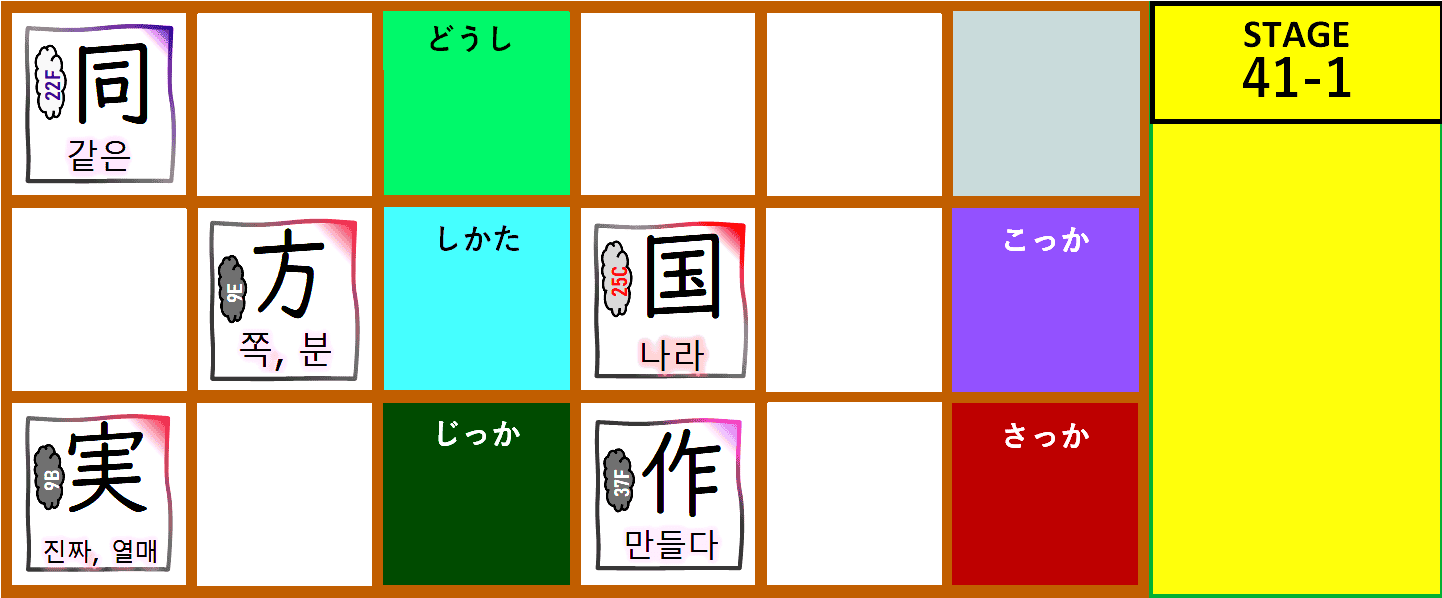 22F
同
같은
どうし
STAGE
41-1
9E
方
쪽, 분
しかた
25C
国
나라
こっか
9B
実
진짜, 열매
じっか
37F
作
만들다
さっか